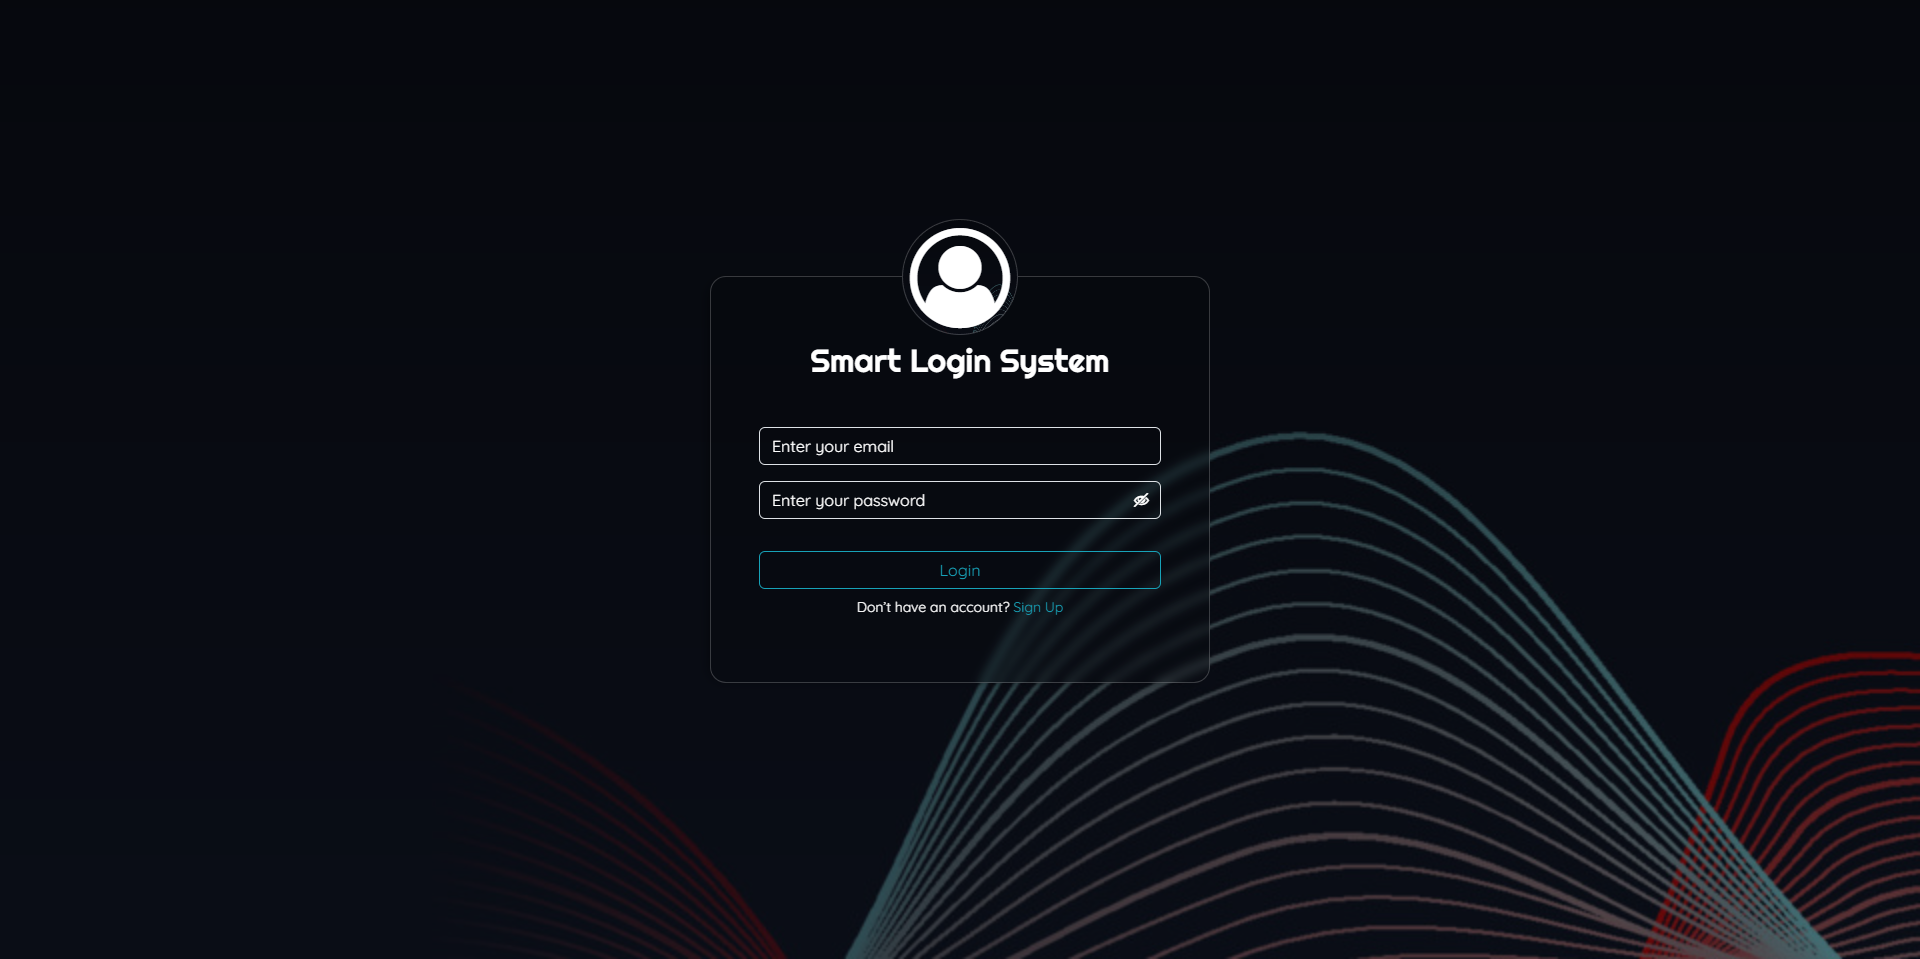 Smart Login System
Enter your email
Enter your password
Login
Don't have an account? Sign Up